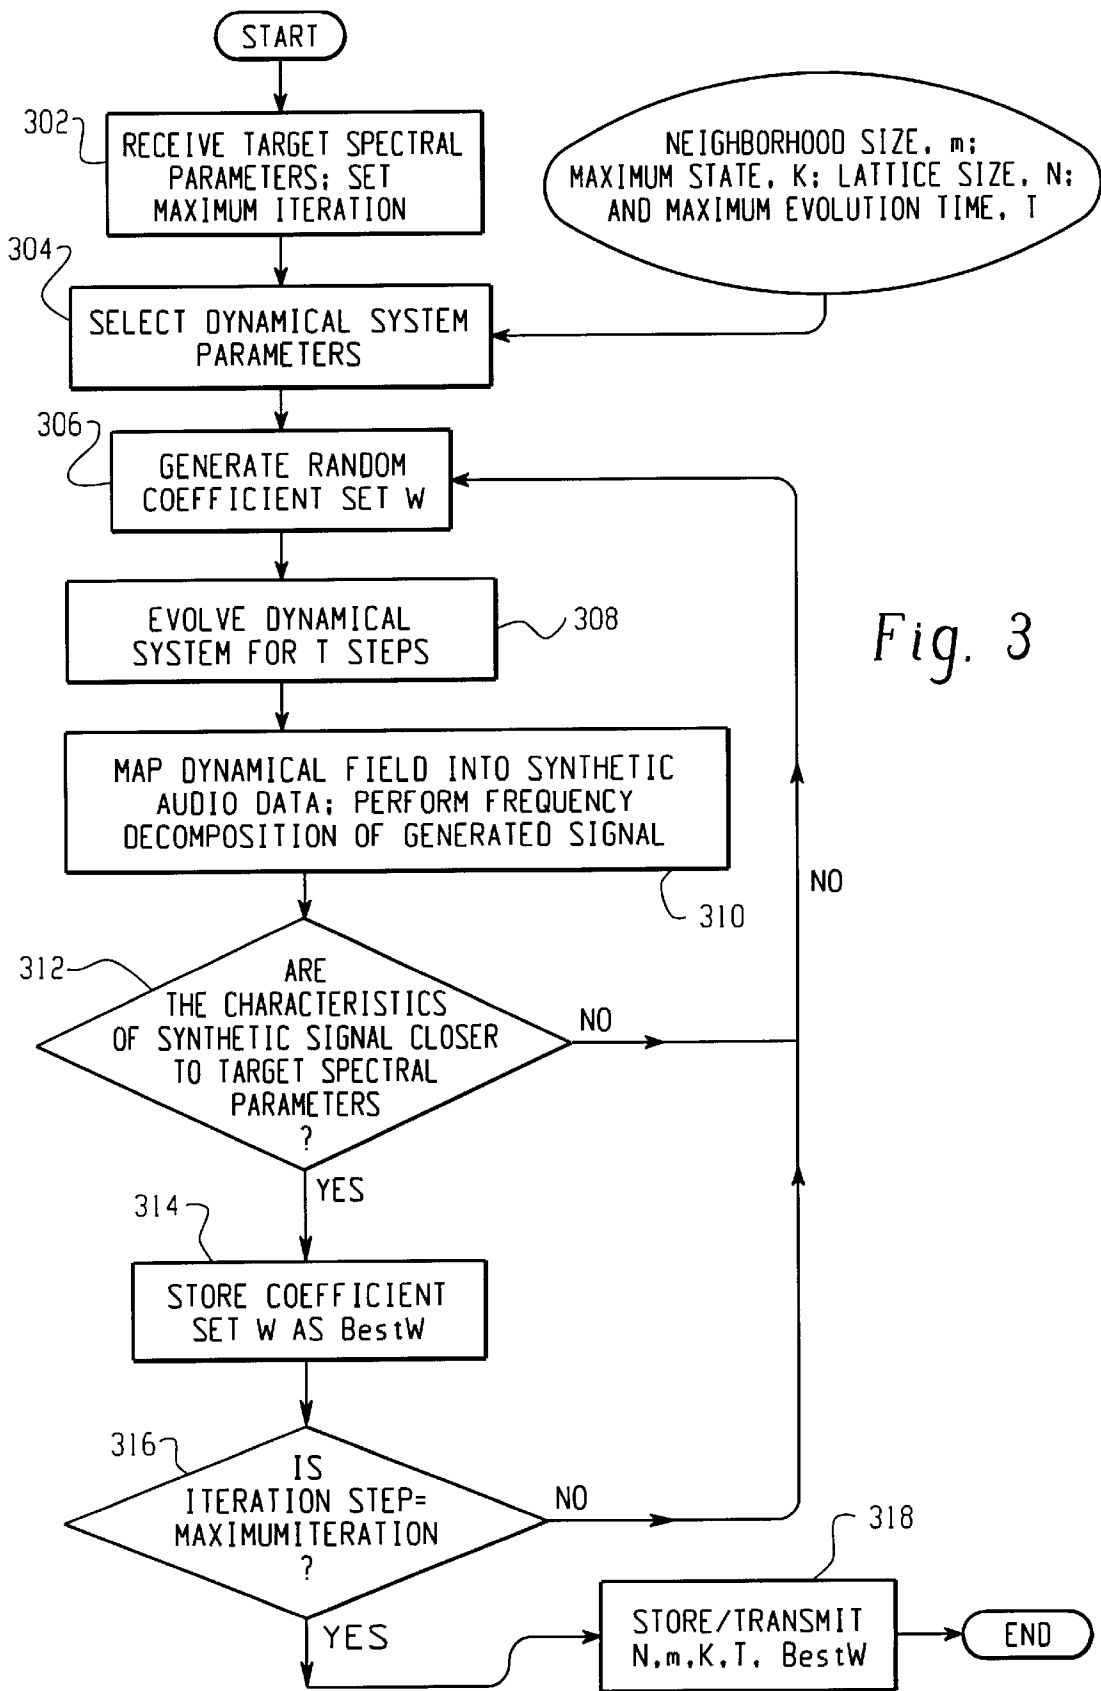 START
302
RECEIVE TARGET SPECTRAL
PARAMETERS; SET
MAXIMUM ITERATION
NEIGHBORHOOD SIZE, m;
MAXIMUM STATE, K; LATTICE SIZE, N;
AND MAXIMUM EVOLUTION TIME, T
304
SELECT DYNAMICAL SYSTEM
PARAMETERS
306
GENERATE RANDOM
COEFFICIENT SET W
EVOLVE DYNAMICAL
SYSTEM FOR T STEPS
308
Fig. 3
MAP DYNAMICAL FIELD INTO SYNTHETIC
AUDIO DATA; PERFORM FREQUENCY
DECOMPOSITION OF GENERATED SIGNAL
310
NO
312
ARE
THE CHARACTERISTICS
OF SYNTHETIC SIGNAL CLOSER
TO TARGET SPECTRAL
PARAMETERS
?
NO
YES
314
STORE COEFFICIENT
SET W AS BestW
316
IS
ITERATION STEP=
MAXIMUMITERATION
?
NO
YES
318
STORE/TRANSMIT
N,m,K,T, BestW
END